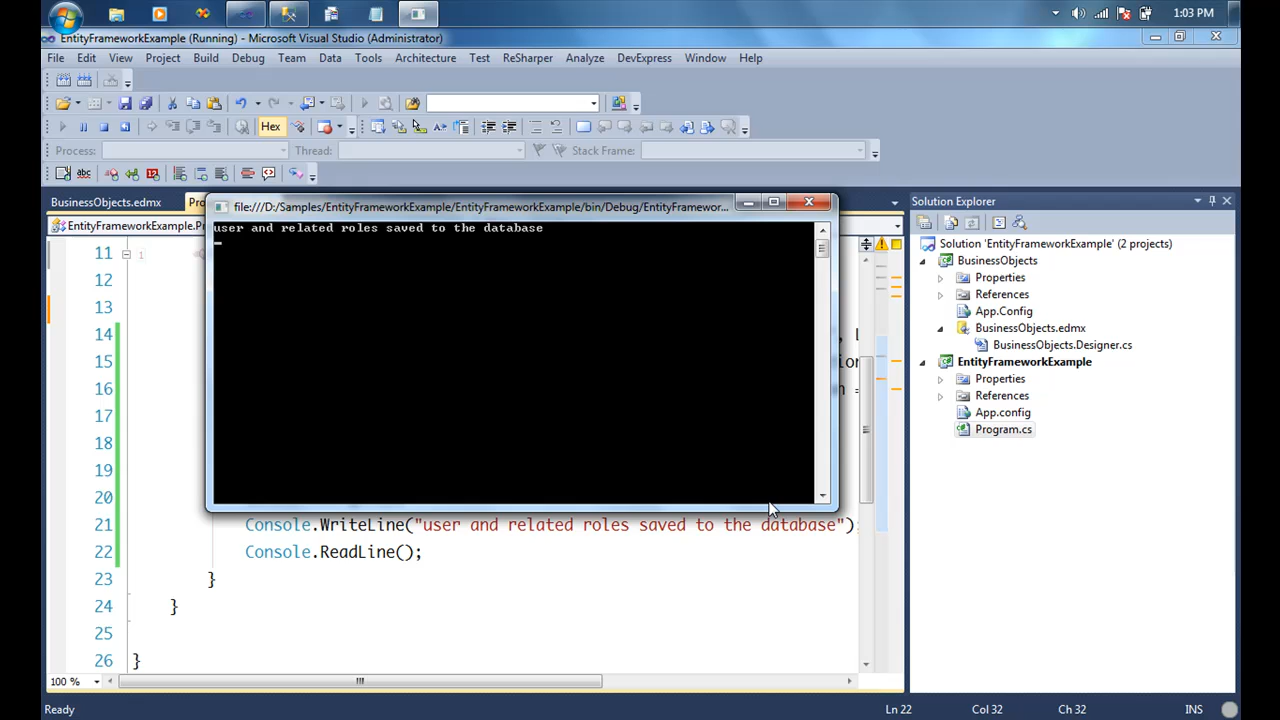 1:03 PM
EntityFrameworkExample (Running) - Microsoft Visual Studio (Administrator)
File Edit View Project Build Debug Team Data Tools Architecture Test ReSharper Analyze DevExpress Window Help
Hex
Process: Thread: Stack Frame:
BusinessObjects.edmx
EntityFrameworkExample.
file:///D:/Samples/EntityFrameworkExample/EntityFrameworkExample/bin/Debug/EntityFramewor...
user and related roles saved to the database
11
12
13
14
15
16
17
18
19
20
21 Console.WriteLine("user and related roles saved to the database");
22 Console.ReadLine();
23 }
24 }
25
26 }
100 %
Solution Explorer
Solution 'EntityFrameworkExample' (2 projects)
BusinessObjects
Properties
References
App.Config
BusinessObjects.edmx
BusinessObjects.Designer.cs
EntityFrameworkExample
Properties
References
App.config
Program.cs
Ready Ln 22 Col 32 Ch 32 INS